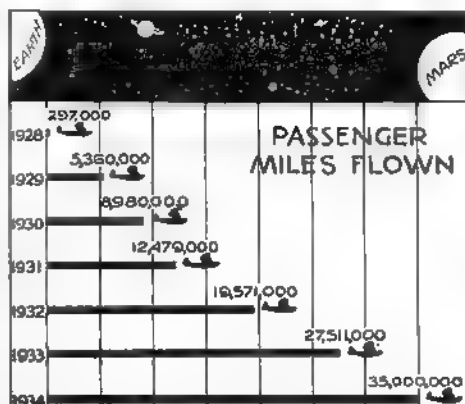 EARTH
MARS
PASSENGER
MILES FLOWN
1928 297,000
1929 5,360,000
1930 8,980,000
1931 12,479,000
1932 19,571,000
1933 27,511,000
1934 35,000,000